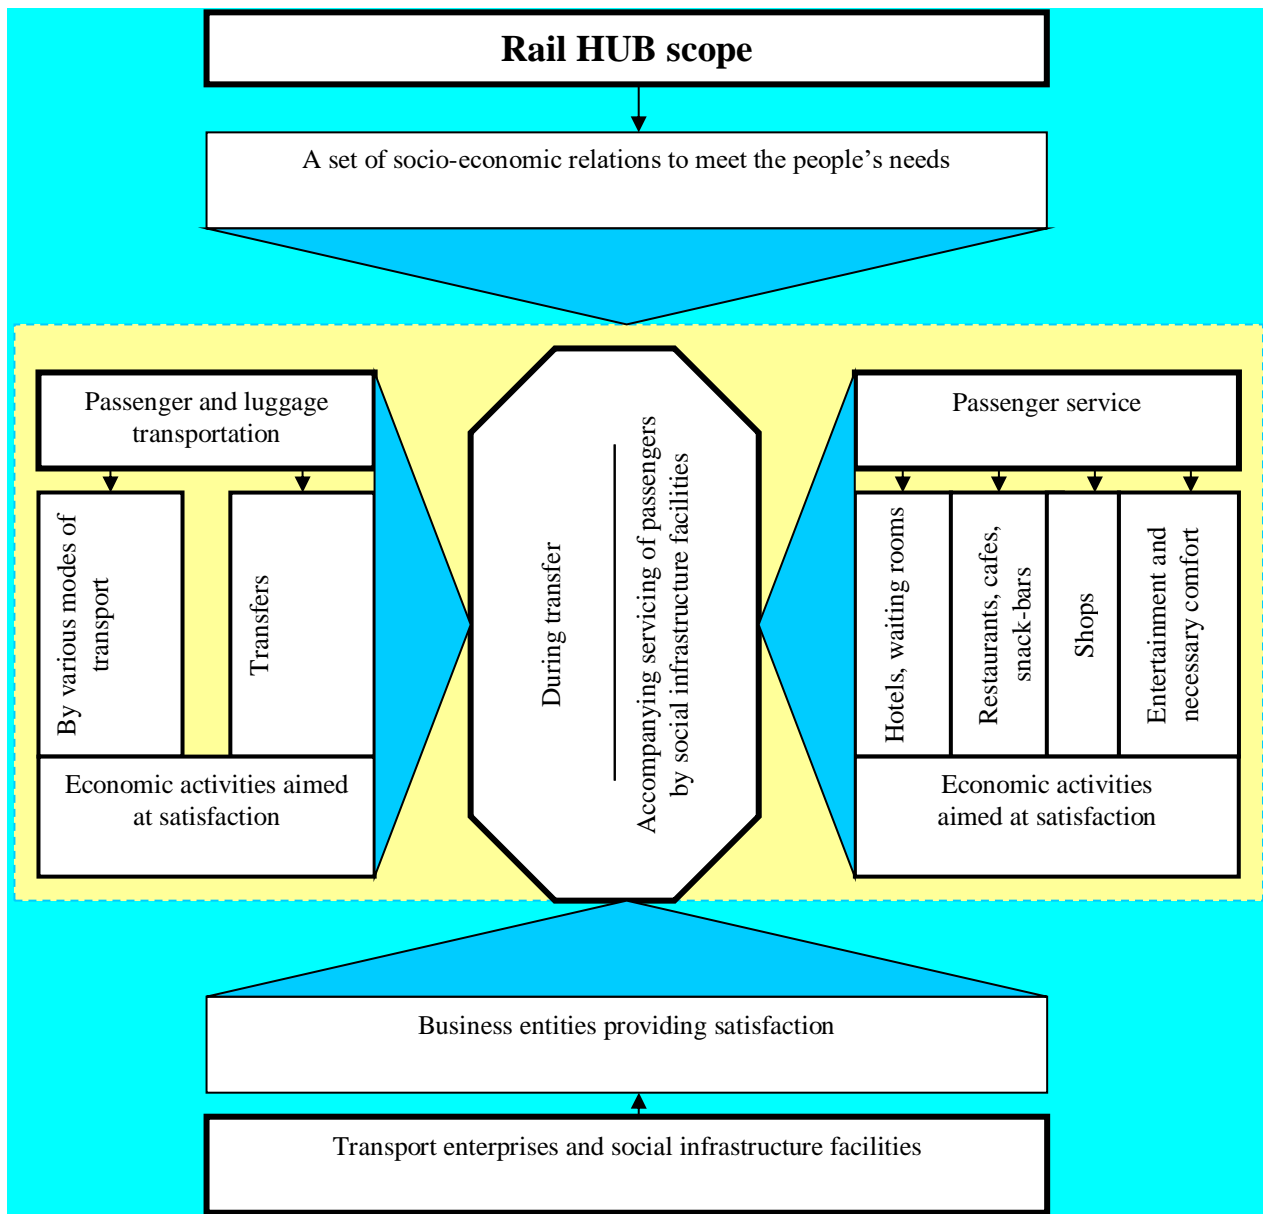 Rail HUB scope
A set of socio-economic relations to meet the people’s needs
Passenger and luggage
transportation
By various modes of
transport
Transfers
Economic activities aimed
at satisfaction
During transfer
Accompanying servicing of passengers
by social infrastructure facilities
Passenger service
Hotels, waiting rooms
Restaurants, cafes,
snack-bars
Shops
Entertainment and
necessary comfort
Economic activities
aimed at satisfaction
Business entities providing satisfaction
Transport enterprises and social infrastructure facilities